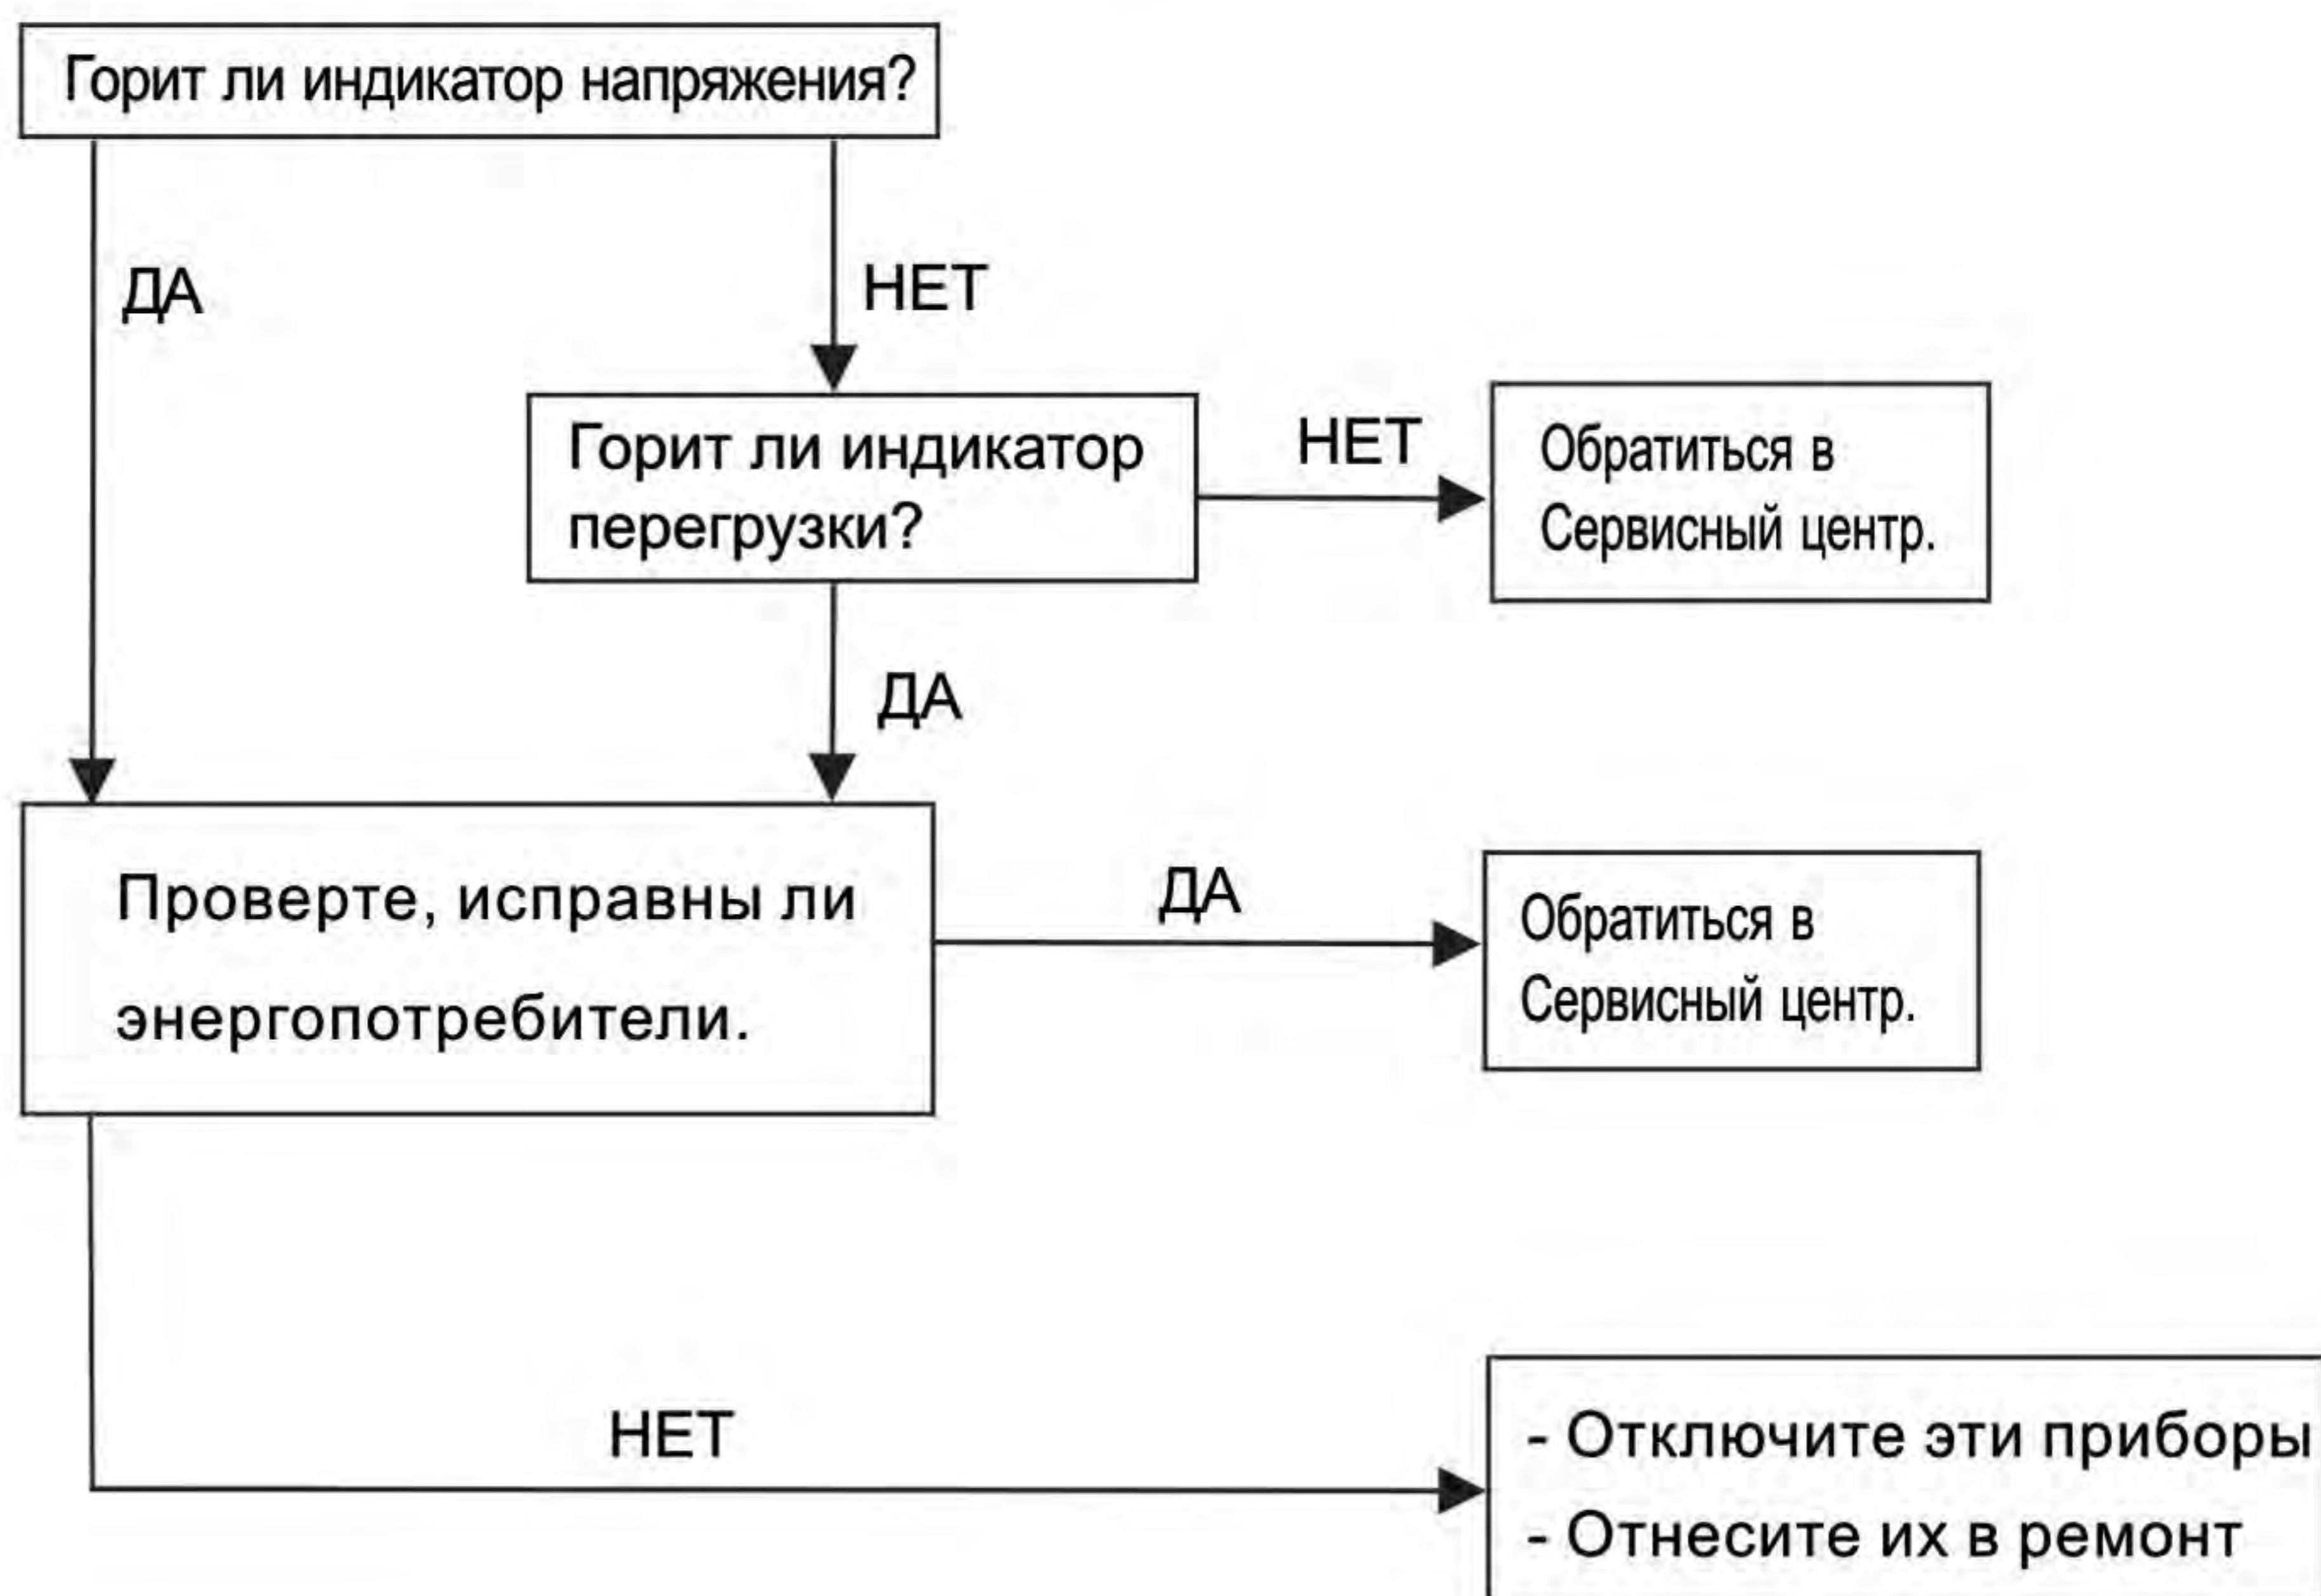 Горит ли индикатор напряжения?
ДА
НЕТ
Горит ли индикатор
перегрузки?
НЕТ
Обратиться в
Сервисный центр.
ДА
Проверте, исправны ли
энергопотребители.
ДА
Обратиться в
Сервисный центр.
НЕТ
- Отключите эти приборы
- Отнесите их в ремонт